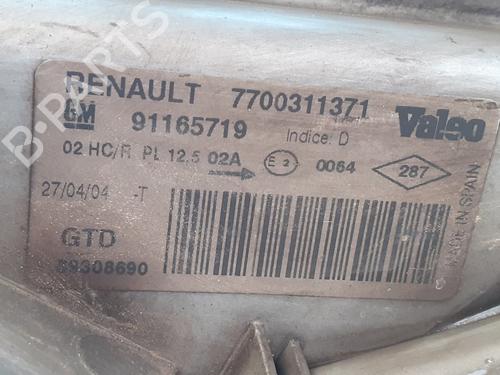 B-PARTS
RENAULT 7700311371
GM 91165719 Indice: D Valeo
02 HC/R PL 12.5 02A E2 0064 287
27/04/04 -T
GTD
89308690
MADE IN SPAIN